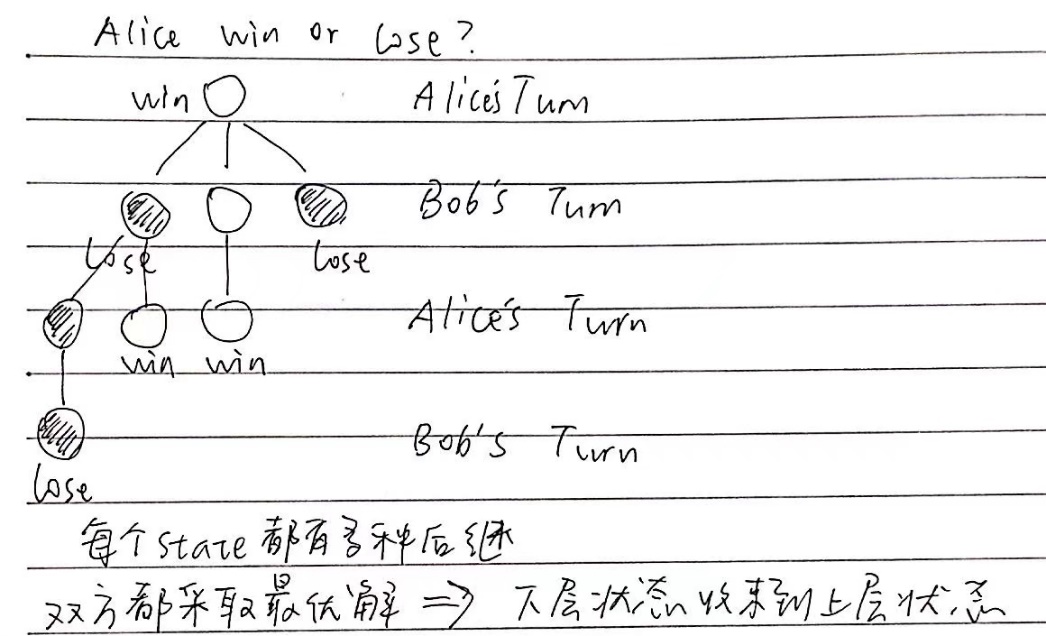 Alice win or lose?
win Alice's Turn
Bob's Turn
lose lose
Alice's Turn
win win
Bob's Turn
lose
每个state都有多种后继
双方都采取最优解 => 下层状态收束到上层状态